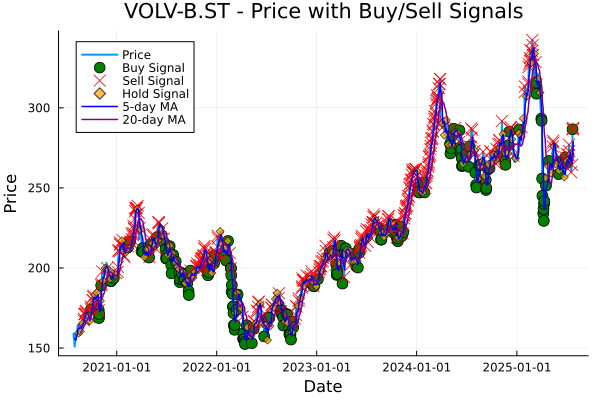 VOLV-B.ST - Price with Buy/Sell Signals
Price
Buy Signal
Sell Signal
Hold Signal
5-day MA
20-day MA
Price
300
250
200
150
2021-01-01 2022-01-01 2023-01-01 2024-01-01 2025-01-01
Date